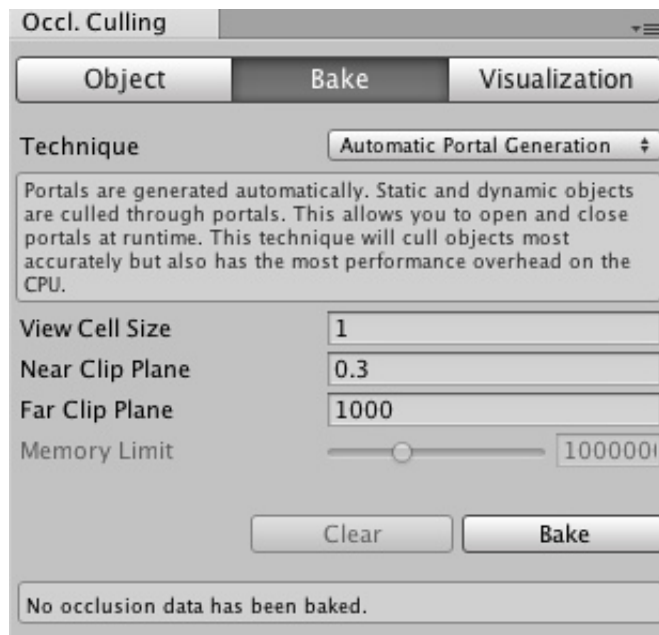 Occl. Culling
Object Bake Visualization
Technique Automatic Portal Generation
Portals are generated automatically. Static and dynamic objects
are culled through portals. This allows you to open and close
portals at runtime. This technique will cull objects most
accurately but also has the most performance overhead on the
CPU.
View Cell Size 1
Near Clip Plane 0.3
Far Clip Plane 1000
Memory Limit 100000
Clear Bake
No occlusion data has been baked.